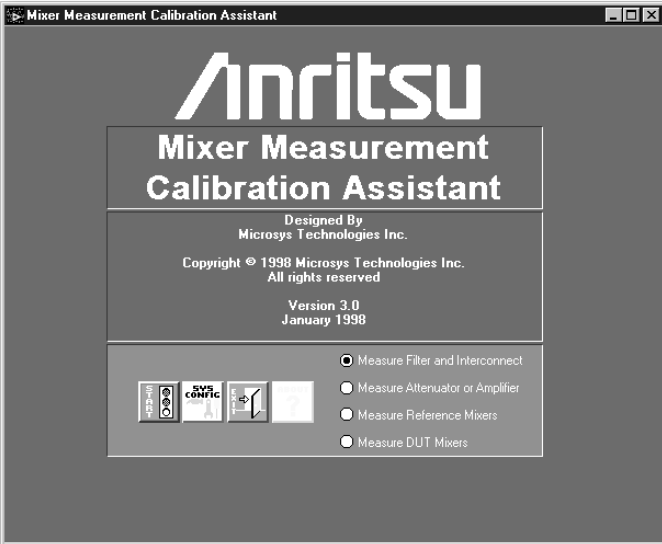 Mixer Measurement Calibration Assistant
Anritsu
Mixer Measurement
Calibration Assistant
Designed By
Microsys Technologies Inc.
Copyright © 1998 Microsys Technologies Inc.
All rights reserved
Version 3.0
January 1998
START
SYS
CONFIG
EXIT
?
Measure Filter and Interconnect
Measure Attenuator or Amplifier
Measure Reference Mixers
Measure DUT Mixers